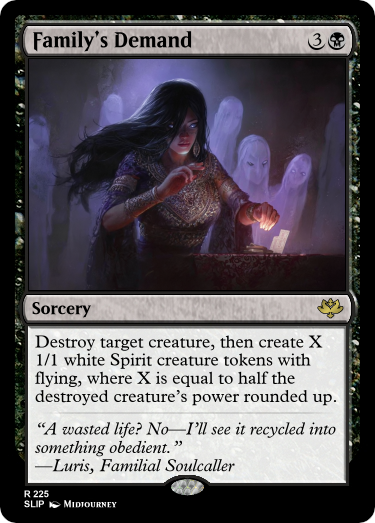 Family's Demand 3
Sorcery
Destroy target creature, then create X
1/1 white Spirit creature tokens with
flying, where X is equal to half the
destroyed creature's power rounded up.
“A wasted life? No—I'll see it recycled into
something obedient.”
—Luris, Familial Soulcaller
R 225
SLIP Midjourney